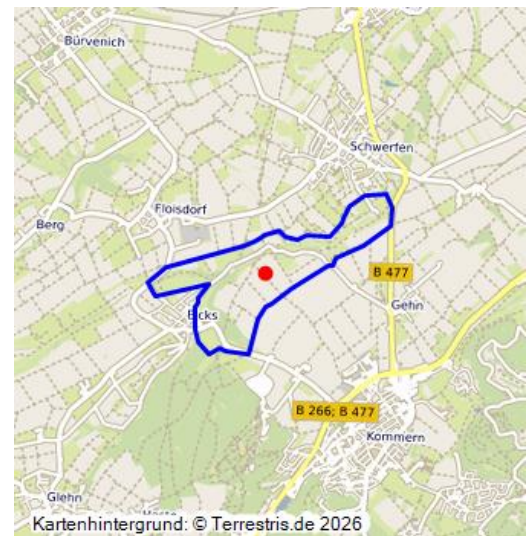 Bürvenich
Schwerfen
Floisdorf
Berg
B 477
Gehn
Eicks
B 266; B 477
Kommern
Glehn
Kartenhintergrund: © Terrestris.de 2026